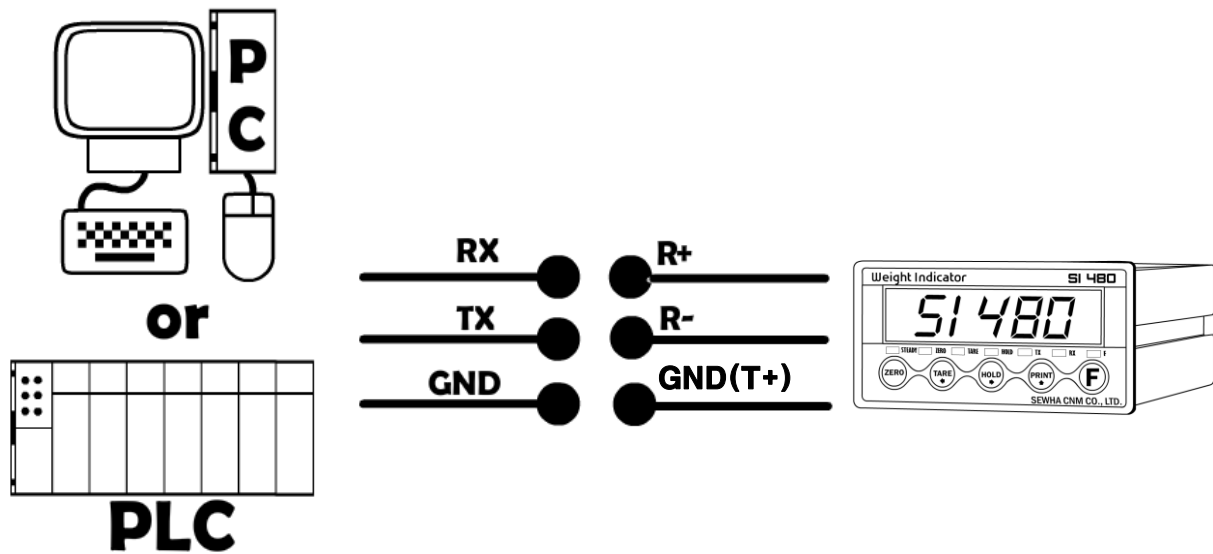 PC
or
PLC
RX
TX
GND
R+
R-
GND(T+)
Weight Indicator SI 480
SI 480
STEADY ZERO TARE HOLD TX RX F
ZERO TARE HOLD PRINT F
SEWHA CNM CO., LTD.